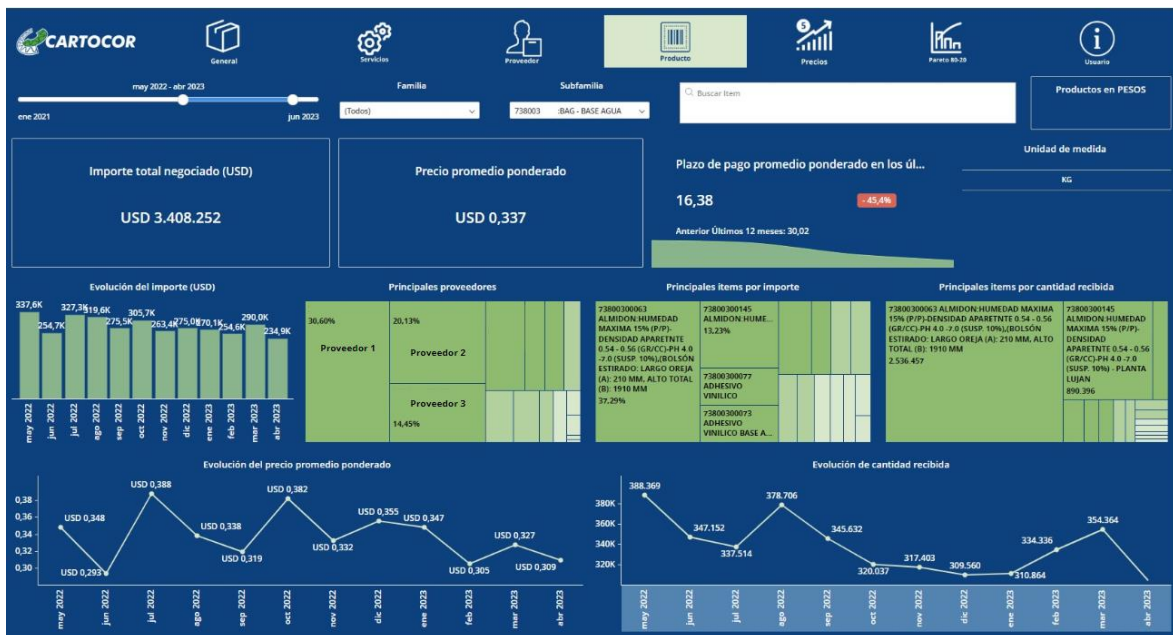 CARTOCOR
General
Servicios
Proveedor
Producto
Precios
Pareto 80-20
Usuario
may 2022 - abr 2023
ene 2021
jun 2023
Familia
(Todos)
Subfamilia
738003 :BAG - BASE AGUA
Buscar item
Productos en PESOS
Importe total negociado (USD)
USD 3.408.252
Precio promedio ponderado
USD 0,337
Plazo de pago promedio ponderado en los úl...
16,38
- 45,4%
Anterior Últimos 12 meses: 30,02
Unidad de medida
KG
Evolución del importe (USD)
337,6K
254,7K
327,3K
319,6K
275,5K
305,7K
263,4K
275,0K
270,1K
254,6K
290,0K
234,9K
may 2022
jun 2022
jul 2022
ago 2022
sep 2022
oct 2022
nov 2022
dic 2022
ene 2023
feb 2023
mar 2023
abr 2023
Principales proveedores
30,60%
Proveedor 1
20,13%
Proveedor 2
Proveedor 3
14,45%
Principales items por importe
73800300063
ALMIDON:HUMEDAD
MAXIMA 15% (P/P)-
DENSIDAD
APARETNTE
0.54 - 0.56
(GR/CC)-PH 4.0
-7.0 (SUSP. 10%),(BOLSÓN
ESTIRADO: LARGO OREJA
(A): 210 MM, ALTO TOTAL
(B): 1910 MM
37,29%
73800300145
ALMIDON:HUME...
13,23%
73800300077
ADHESIVO
VINILICO
73800300073
ADHESIVO
VINILICO BASE A...
Principales items por cantidad recibida
73800300063 ALMIDON:HUMEDAD MAXIMA
15% (P/P)-DENSIDAD APARETNTE 0.54 - 0.56
(GR/CC)-PH 4.0 -7.0 (SUSP. 10%),(BOLSÓN
ESTIRADO: LARGO OREJA (A): 210 MM, ALTO
TOTAL (B): 1910 MM
2.536.457
73800300145
ALMIDON:HUMEDAD
MAXIMA 15% (P/P)-
DENSIDAD
APARETNTE 0.54 - 0.56
(GR/CC)-PH 4.0 -7.0
(SUSP. 10%) - PLANTA
LUJAN
890.396
Evolución del precio promedio ponderado
0,38
0,36
0,34
0,32
0,30
USD 0,348
USD 0,293
USD 0,388
USD 0,338
USD 0,319
USD 0,382
USD 0,332
USD 0,355
USD 0,347
USD 0,305
USD 0,327
USD 0,309
may 2022
jun 2022
jul 2022
ago 2022
sep 2022
oct 2022
nov 2022
dic 2022
ene 2023
feb 2023
mar 2023
abr 2023
Evolución de cantidad recibida
380K
360K
340K
320K
388.369
347.152
337.514
378.706
345.632
320.037
317.403
309.560
310.864
334.336
354.364
may 2022
jun 2022
jul 2022
ago 2022
sep 2022
oct 2022
nov 2022
dic 2022
ene 2023
feb 2023
mar 2023
abr 2023